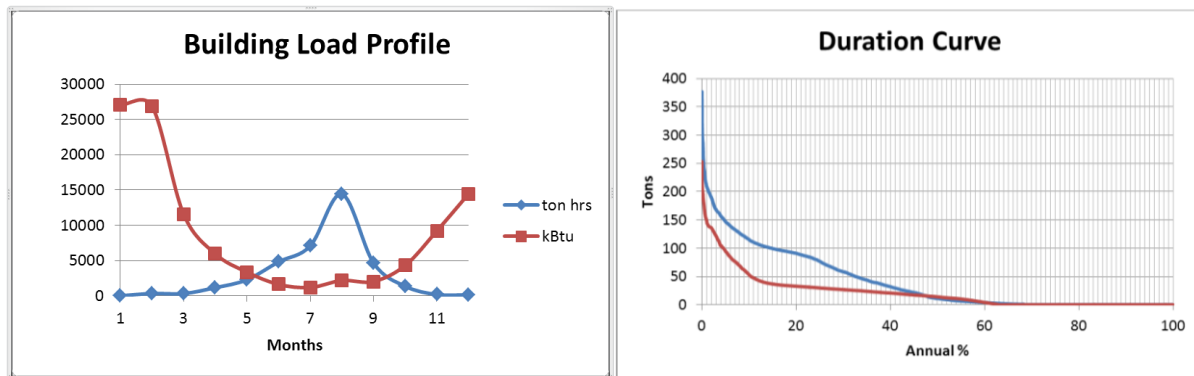 Building Load Profile
30000
25000
20000
15000
10000
5000
0
1 3 5 7 9 11
Months
ton hrs
kBtu
Duration Curve
400
350
300
250
200
150
100
50
0
Tons
0 20 40 60 80 100
Annual %